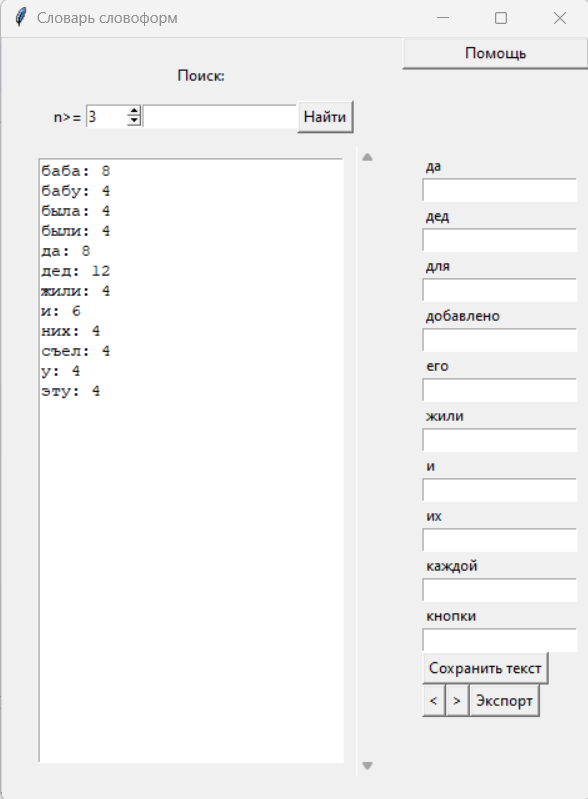 Словарь словоформ
Помощь
Поиск:
n>= 3 Найти
баба: 8
бабу: 4
была: 4
были: 4
да: 8
дед: 12
жили: 4
и: 6
них: 4
съел: 4
у: 4
эту: 4
да
дед
для
добавлено
его
жили
и
их
каждой
кнопки
Сохранить текст
< > Экспорт